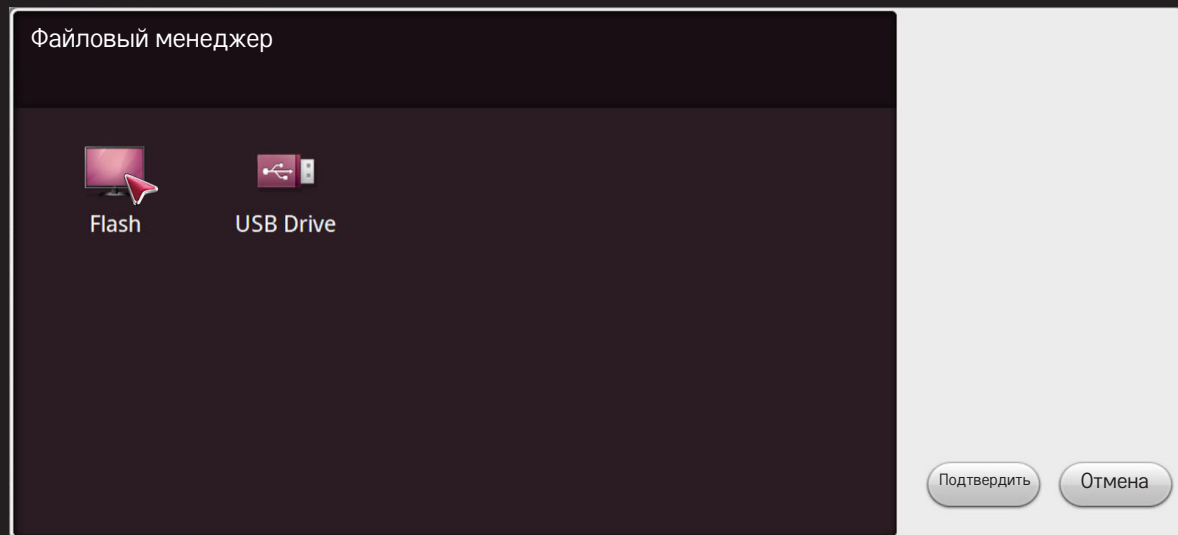 Файловый менеджер
Flash
USB Drive
Подтвердить
Отмена